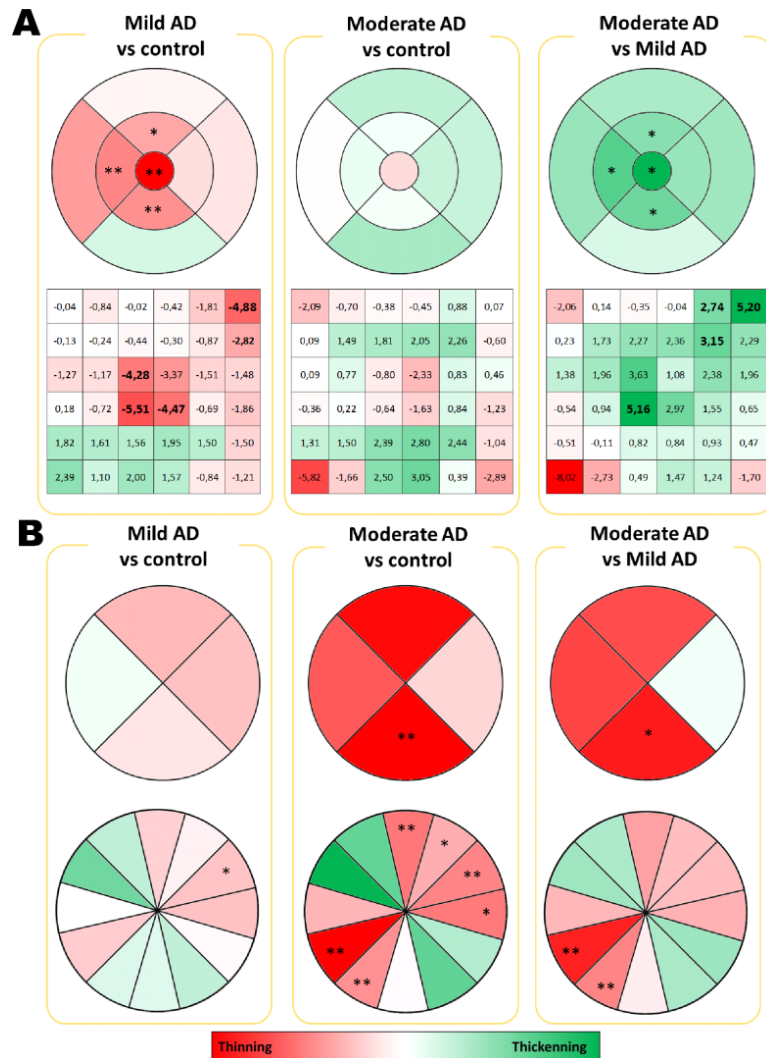 A
Mild AD
vs control
Moderate AD
vs control
Moderate AD
vs Mild AD
*
**
**
**
*
*
*
*
-0,04 -0,84 -0,02 -0,42 -1,81 -4,88
-0,13 -0,24 -0,44 -0,30 -0,87 -2,82
-1,27 -1,17 -4,28 -3,37 -1,51 -1,48
0,18 -0,72 -5,51 -4,47 -0,69 -1,86
1,82 1,61 1,56 1,95 1,50 -1,50
2,39 1,10 2,00 1,57 -0,84 -1,21
-2,09 -0,70 -0,38 -0,45 0,88 0,07
0,09 1,49 1,81 2,05 2,26 -0,60
0,09 0,77 -0,80 -2,33 0,83 0,46
-0,36 0,22 -0,64 -1,63 0,84 -1,23
1,31 1,50 2,39 2,80 2,44 -1,04
-5,82 -1,66 2,50 3,05 0,39 -2,89
-2,06 0,14 -0,35 -0,04 2,74 5,20
0,23 1,73 2,27 2,36 3,15 2,29
1,38 1,96 3,63 1,08 2,38 1,96
-0,54 0,94 5,16 2,97 1,55 0,65
-0,51 -0,11 0,82 0,84 0,93 0,47
-8,02 -2,73 0,49 1,47 1,24 -1,70
B
Mild AD
vs control
Moderate AD
vs control
Moderate AD
vs Mild AD
**
*
*
**
*
**
*
**
**
**
**
Thinning
Thickenning